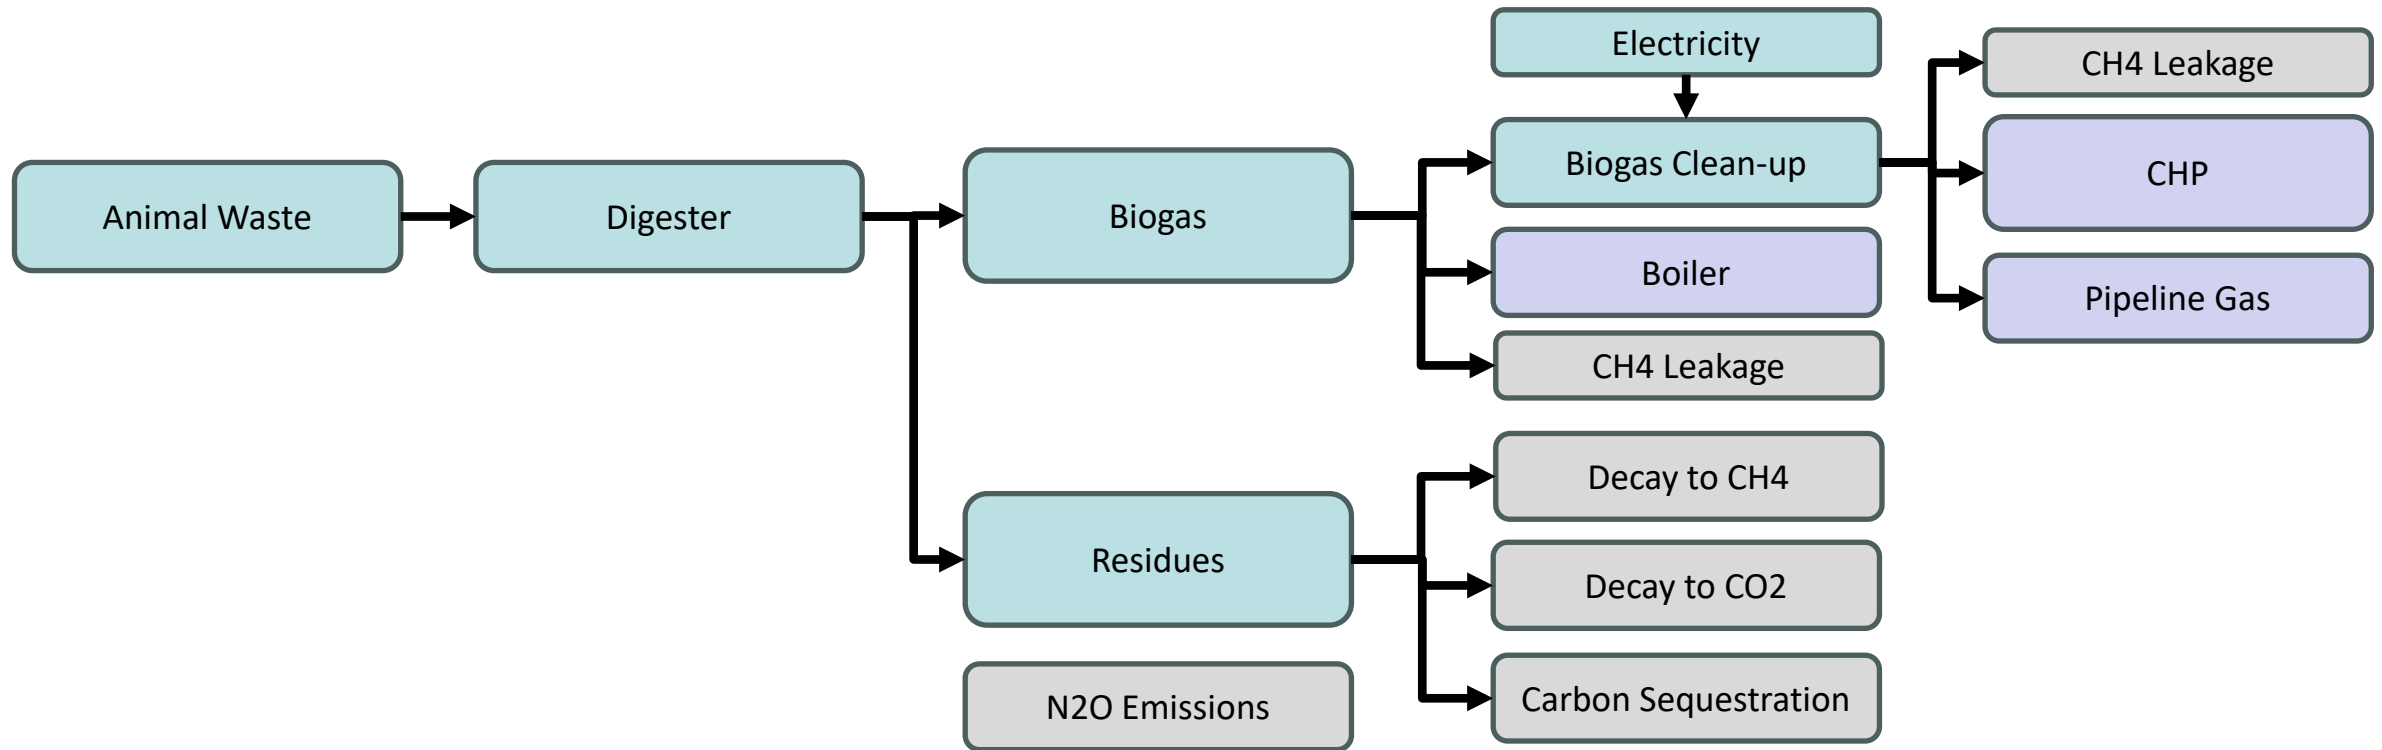 Electricity
CH4 Leakage
Biogas Clean-up
CHP
Animal Waste
Digester
Biogas
Boiler
Pipeline Gas
CH4 Leakage
Decay to CH4
Residues
Decay to CO2
N2O Emissions
Carbon Sequestration